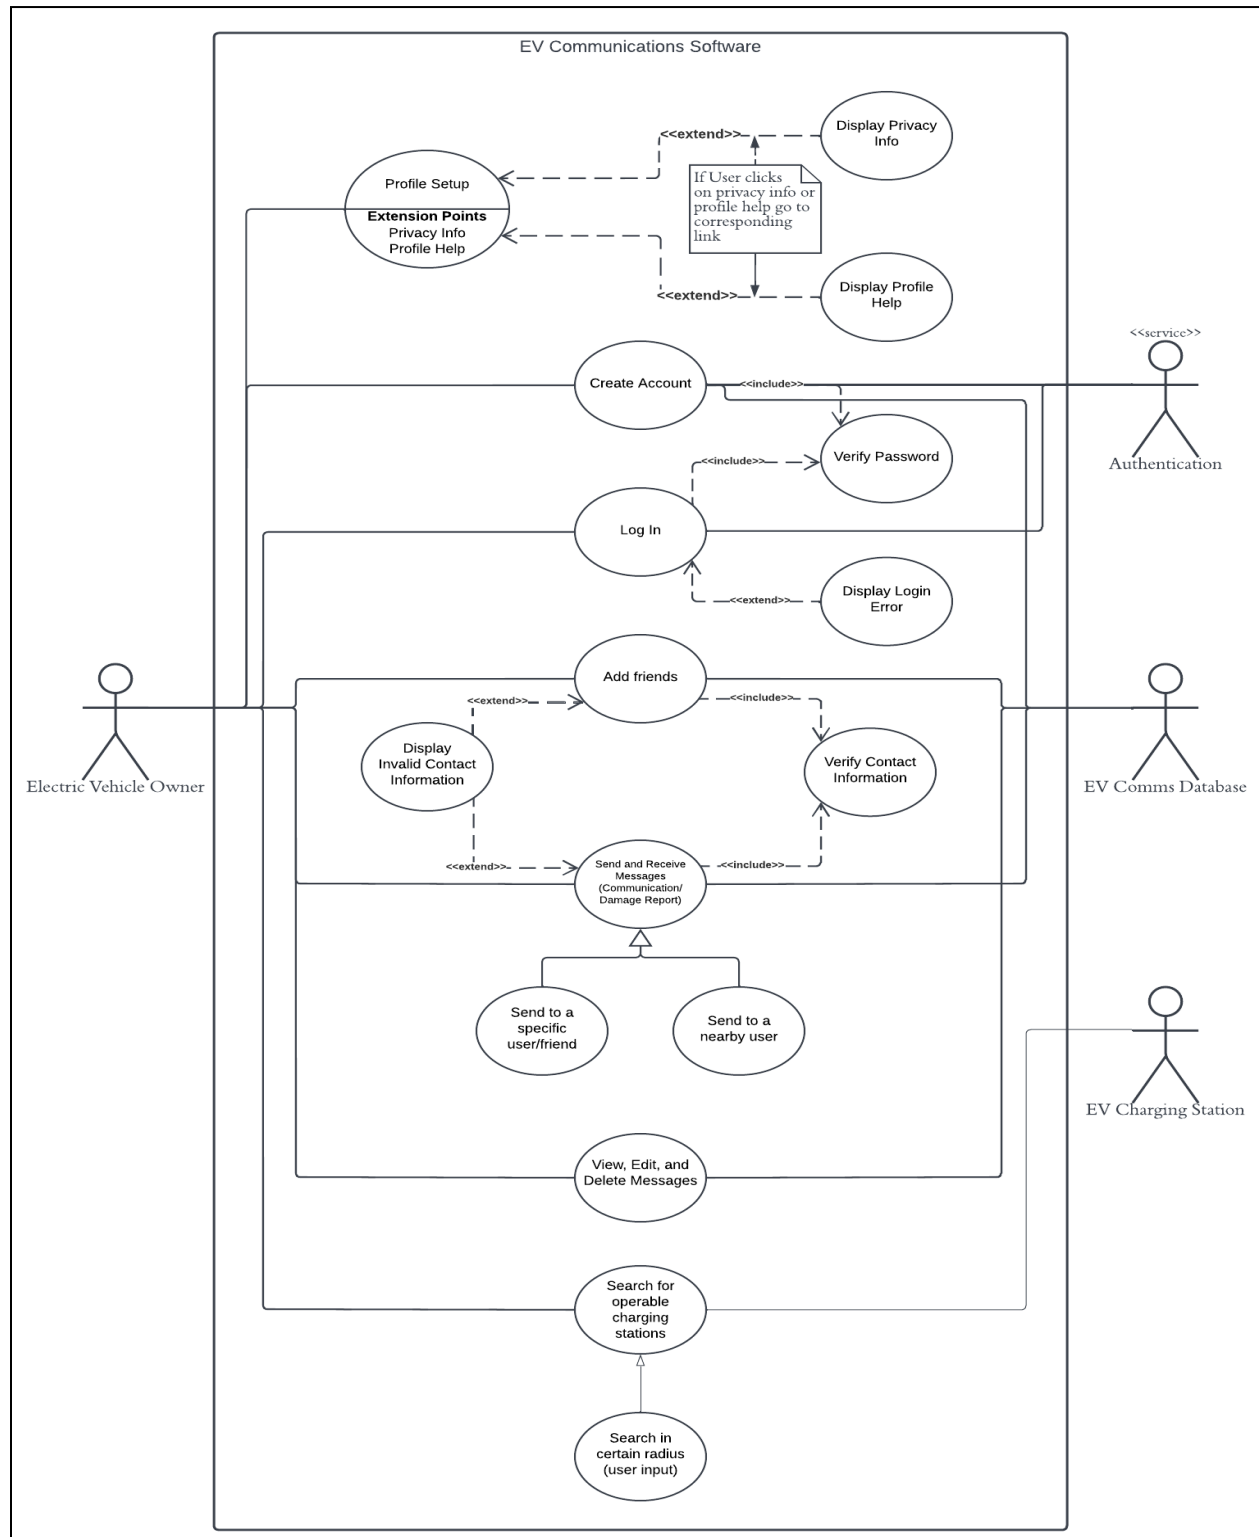 EV Communications Software
Display Privacy
Info
<<extend>>
If User clicks
on privacy info or
profile help go to
corresponding
link
Profile Setup
Extension Points
Privacy Info
Profile Help
<<extend>>
Display Profile
Help
<<service>>
Authentication
Create Account
<<include>>
Verify Password
<<include>>
Log In
<<extend>>
Display Login
Error
Electric Vehicle Owner
Add friends
<<extend>>
<<include>>
Display
Invalid Contact
Information
Verify Contact
Information
EV Comms Database
<<extend>>
Send and Receive
Messages
(Communication/
Damage Report)
<<include>>
Send to a
specific
user/friend
Send to a
nearby user
EV Charging Station
View, Edit, and
Delete Messages
Search for
operable
charging
stations
Search in
certain radius
(user input)